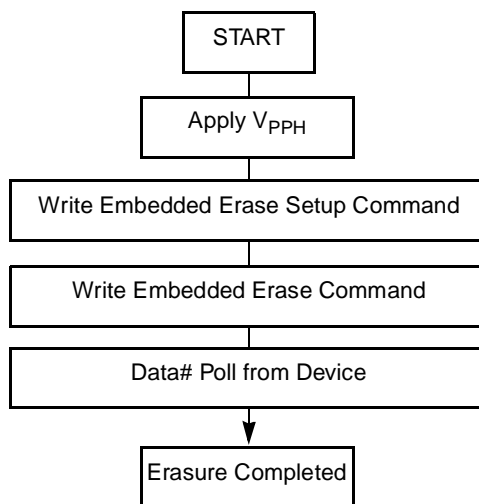 START
Apply VPPH
Write Embedded Erase Setup Command
Write Embedded Erase Command
Data# Poll from Device
Erasure Completed